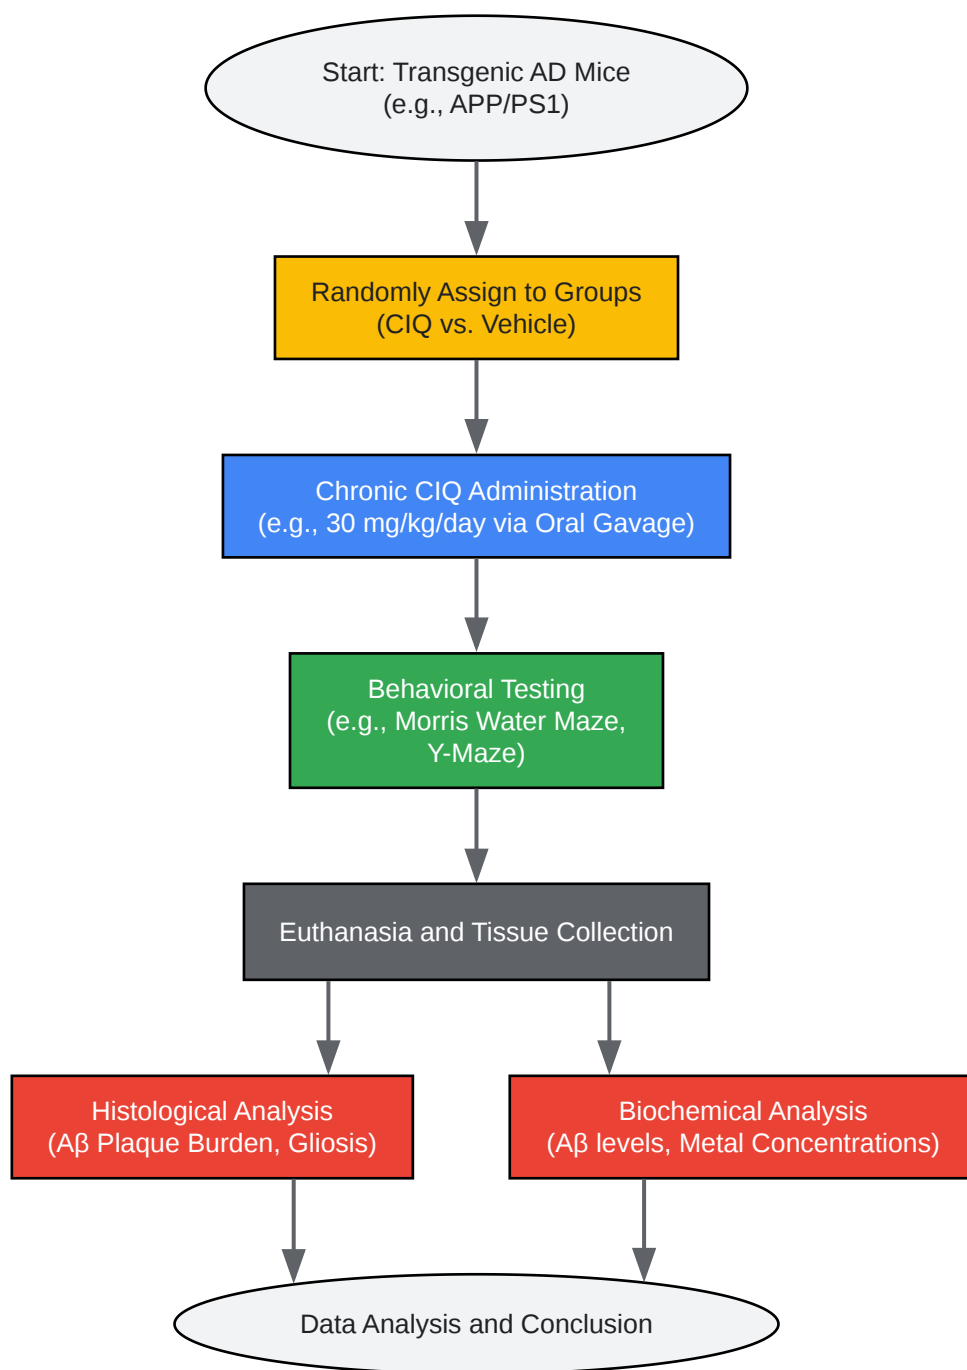 Start: Transgenic AD Mice
(e.g., APP/PS1)
Randomly Assign to Groups
(CIQ vs. Vehicle)
Chronic CIQ Administration
(e.g., 30 mg/kg/day via Oral Gavage)
Behavioral Testing
(e.g., Morris Water Maze,
Y-Maze)
Euthanasia and Tissue Collection
Histological Analysis
(Aβ Plaque Burden, Gliosis)
Biochemical Analysis
(Aβ levels, Metal Concentrations)
Data Analysis and Conclusion